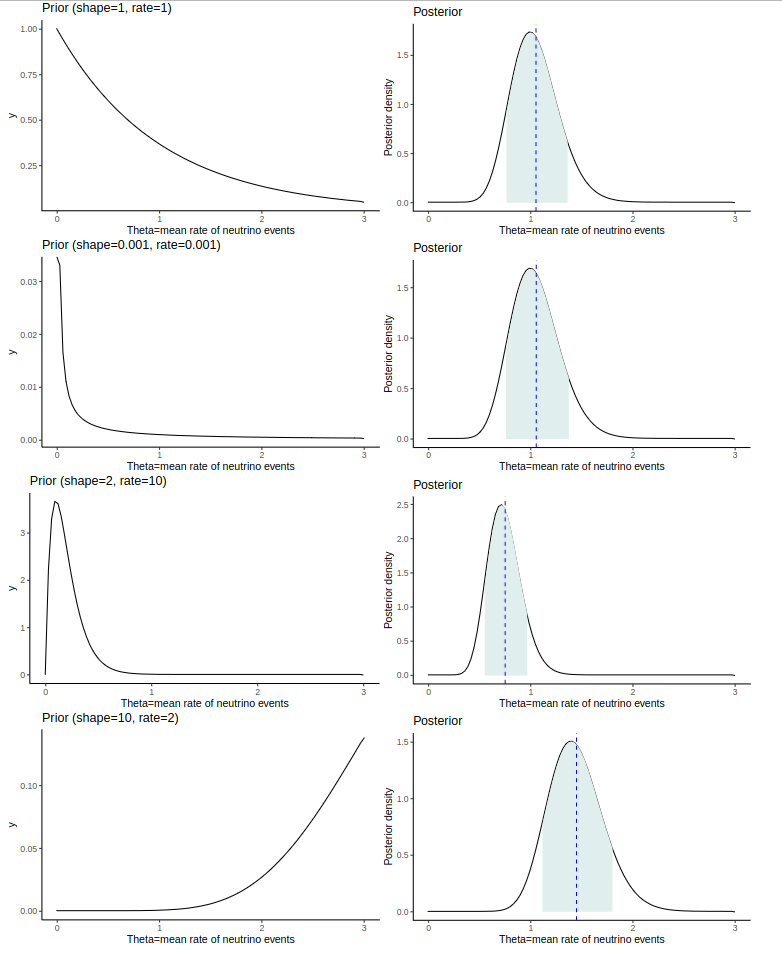 Prior (shape=1, rate=1)
1.00
0.75
0.50
0.25
y
0 1 2 3
Theta=mean rate of neutrino events
Posterior
1.5
1.0
0.5
0.0
Posterior density
0 1 2 3
Theta=mean rate of neutrino events
Prior (shape=0.001, rate=0.001)
0.03
0.02
0.01
0.00
y
0 1 2 3
Theta=mean rate of neutrino events
Posterior
1.5
1.0
0.5
0.0
Posterior density
0 1 2 3
Theta=mean rate of neutrino events
Prior (shape=2, rate=10)
3
2
1
0
y
0 1 2 3
Theta=mean rate of neutrino events
Posterior
2.5
2.0
1.5
1.0
0.5
0.0
Posterior density
0 1 2 3
Theta=mean rate of neutrino events
Prior (shape=10, rate=2)
0.10
0.05
0.00
y
0 1 2 3
Theta=mean rate of neutrino events
Posterior
1.5
1.0
0.5
0.0
Posterior density
0 1 2 3
Theta=mean rate of neutrino events